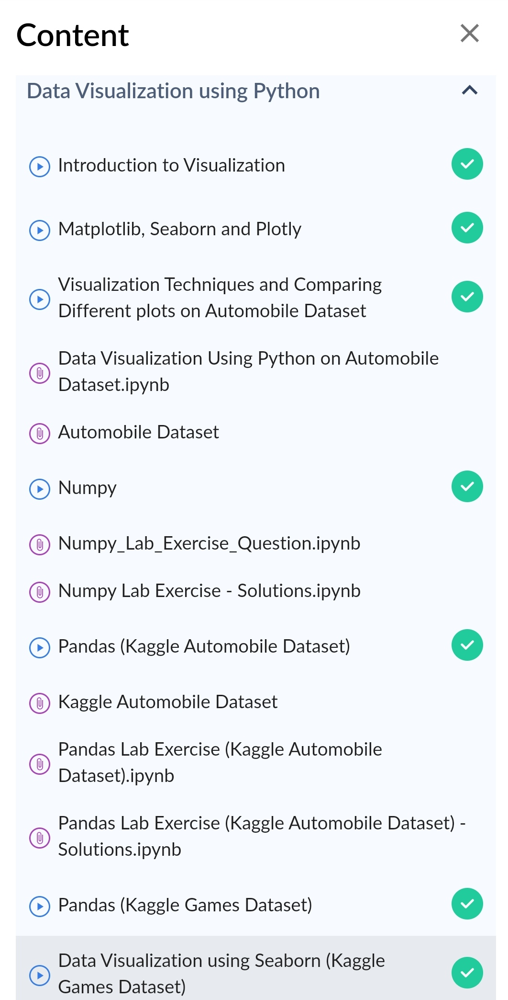 Content
Data Visualization using Python
Introduction to Visualization
Matplotlib, Seaborn and Plotly
Visualization Techniques and Comparing
Different plots on Automobile Dataset
Data Visualization Using Python on Automobile
Dataset.ipynb
Automobile Dataset
Numpy
Numpy_Lab_Exercise_Question.ipynb
Numpy Lab Exercise - Solutions.ipynb
Pandas (Kaggle Automobile Dataset)
Kaggle Automobile Dataset
Pandas Lab Exercise (Kaggle Automobile
Dataset).ipynb
Pandas Lab Exercise (Kaggle Automobile Dataset) -
Solutions.ipynb
Pandas (Kaggle Games Dataset)
Data Visualization using Seaborn (Kaggle
Games Dataset)